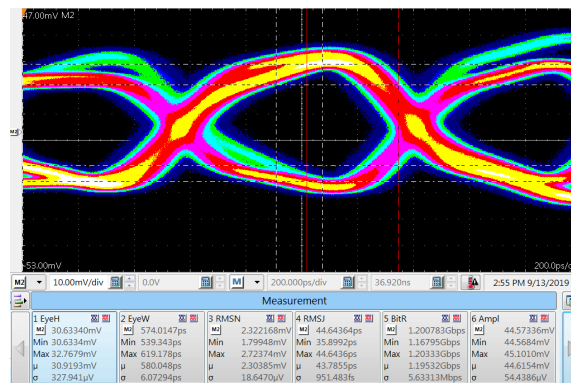 47.00mV M2
M2
-53.00mV
200.0ps/
M2 10.00mV/div 0.0V M 200.000ps/div 36.920ns 2:55 PM 9/13/2019
Measurement
1 EyeH 2 EyeW 3 RMSN 4 RMSJ 5 BitR 6 Ampl
M2 30.63340mV M2 574.0147ps M2 2.322168mV M2 44.64364ps M2 1.200783Gbps M2 44.57336mV
Min 30.6334mV Min 539.343ps Min 1.79948mV Min 35.8992ps Min 1.16795Gbps Min 44.5684mV
Max 32.7679mV Max 619.178ps Max 2.72374mV Max 44.6436ps Max 1.20333Gbps Max 45.1010mV
μ 30.9193mV μ 580.048ps μ 2.30385mV μ 43.7855ps μ 1.19532Gbps μ 44.6154mV
σ 327.941μV σ 6.07294ps σ 18.6470μV σ 951.483fs σ 5.63313Mbps σ 54.4386μV